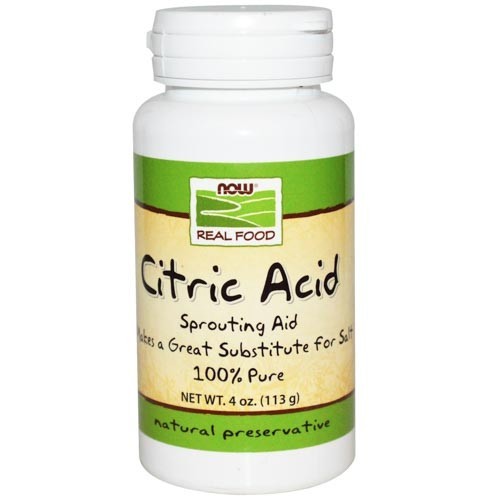 NOW®
REAL FOOD
Citric Acid
Sprouting Aid
Makes a Great Substitute for Salt
100% Pure
NET WT. 4 oz. (113 g)
natural preservative